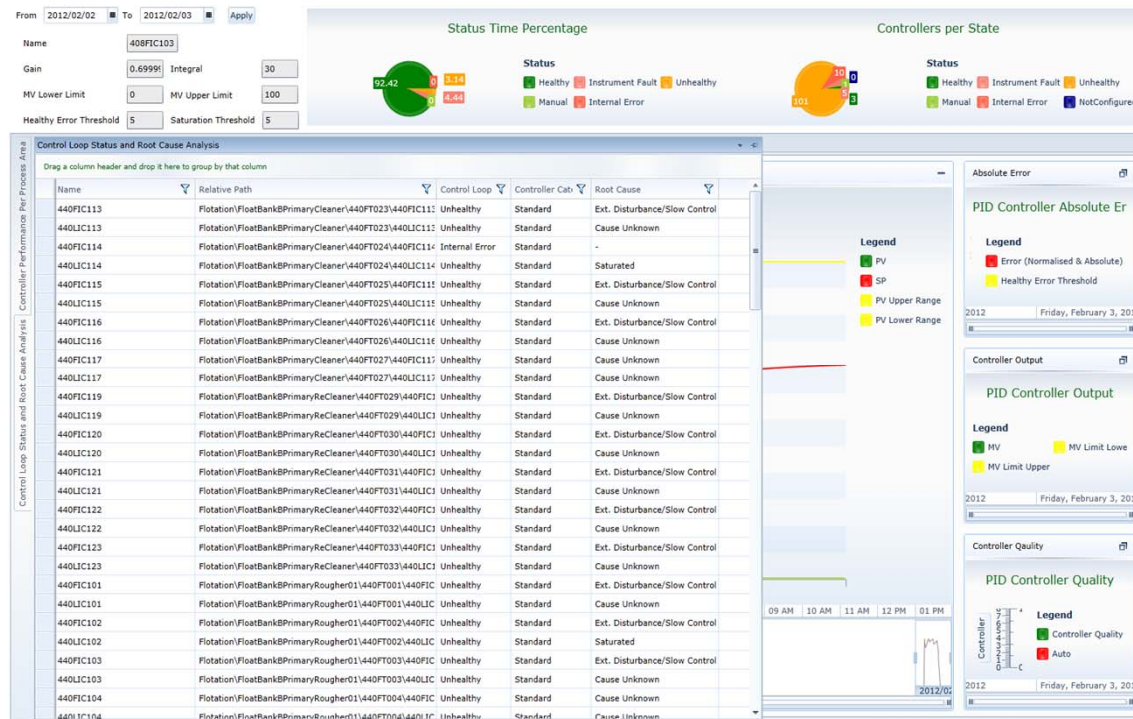 From 2012/02/02 To 2012/02/03 Apply
Name 408FIC103
Gain 0.6999 Integral 30
MV Lower Limit 0 MV Upper Limit 100
Healthy Error Threshold 5 Saturation Threshold 5
Status Time Percentage
92.42 0 3.14
0 4.44
Status
Healthy Instrument Fault Unhealthy
Manual Internal Error
Controllers per State
10 0
101 5 3
Status
Healthy Instrument Fault Unhealthy
Manual Internal Error NotConfigured
Controller Performance Per Process Area
Control Loop Status and Root Cause Analysis
Control Loop Status and Root Cause Analysis
Drag a column header and drop it here to group by that column
Name Relative Path Control Loop Controller Cat Root Cause
440FIC113 Flotation\FloatBankBPrimaryCleaner\440FT023\440FIC113 Unhealthy Standard Ext. Disturbance/Slow Control
440LIC113 Flotation\FloatBankBPrimaryCleaner\440FT023\440LIC113 Unhealthy Standard Cause Unknown
440FIC114 Flotation\FloatBankBPrimaryCleaner\440FT024\440FIC114 Internal Error Standard -
440LIC114 Flotation\FloatBankBPrimaryCleaner\440FT024\440LIC114 Unhealthy Standard Saturated
440FIC115 Flotation\FloatBankBPrimaryCleaner\440FT025\440FIC115 Unhealthy Standard Ext. Disturbance/Slow Control
440LIC115 Flotation\FloatBankBPrimaryCleaner\440FT025\440LIC115 Unhealthy Standard Cause Unknown
440FIC116 Flotation\FloatBankBPrimaryCleaner\440FT026\440FIC116 Unhealthy Standard Ext. Disturbance/Slow Control
440LIC116 Flotation\FloatBankBPrimaryCleaner\440FT026\440LIC116 Unhealthy Standard Cause Unknown
440FIC117 Flotation\FloatBankBPrimaryCleaner\440FT027\440FIC117 Unhealthy Standard Cause Unknown
440LIC117 Flotation\FloatBankBPrimaryCleaner\440FT027\440LIC117 Unhealthy Standard Cause Unknown
440FIC119 Flotation\FloatBankBPrimaryReCleaner\440FT029\440FIC1 Unhealthy Standard Ext. Disturbance/Slow Control
440LIC119 Flotation\FloatBankBPrimaryReCleaner\440FT029\440LIC1 Unhealthy Standard Cause Unknown
440FIC120 Flotation\FloatBankBPrimaryReCleaner\440FT030\440FIC1 Unhealthy Standard Ext. Disturbance/Slow Control
440LIC120 Flotation\FloatBankBPrimaryReCleaner\440FT030\440LIC1 Unhealthy Standard Cause Unknown
440FIC121 Flotation\FloatBankBPrimaryReCleaner\440FT031\440FIC1 Unhealthy Standard Ext. Disturbance/Slow Control
440LIC121 Flotation\FloatBankBPrimaryReCleaner\440FT031\440LIC1 Unhealthy Standard Cause Unknown
440FIC122 Flotation\FloatBankBPrimaryReCleaner\440FT032\440FIC1 Unhealthy Standard Ext. Disturbance/Slow Control
440LIC122 Flotation\FloatBankBPrimaryReCleaner\440FT032\440LIC1 Unhealthy Standard Cause Unknown
440FIC123 Flotation\FloatBankBPrimaryReCleaner\440FT033\440FIC1 Unhealthy Standard Ext. Disturbance/Slow Control
440LIC123 Flotation\FloatBankBPrimaryReCleaner\440FT033\440LIC1 Unhealthy Standard Cause Unknown
440FIC101 Flotation\FloatBankBPrimaryRougher01\440FT001\440FIC Unhealthy Standard Ext. Disturbance/Slow Control
440LIC101 Flotation\FloatBankBPrimaryRougher01\440FT001\440LIC Unhealthy Standard Cause Unknown
440FIC102 Flotation\FloatBankBPrimaryRougher01\440FT002\440FIC Unhealthy Standard Ext. Disturbance/Slow Control
440LIC102 Flotation\FloatBankBPrimaryRougher01\440FT002\440LIC Unhealthy Standard Saturated
440FIC103 Flotation\FloatBankBPrimaryRougher01\440FT003\440FIC Unhealthy Standard Ext. Disturbance/Slow Control
440LIC103 Flotation\FloatBankBPrimaryRougher01\440FT003\440LIC Unhealthy Standard Cause Unknown
440FIC104 Flotation\FloatBankBPrimaryRougher01\440FT004\440FIC Unhealthy Standard Ext. Disturbance/Slow Control
440LIC104 Flotation\FloatBankBPrimaryRougher01\440FT004\440LIC Unhealthy Standard Cause Unknown
Legend
PV
SP
PV Upper Range
PV Lower Range
09 AM 10 AM 11 AM 12 PM 01 PM
2012/02
Absolute Error
PID Controller Absolute Er
Legend
Error (Normalised & Absolute)
Healthy Error Threshold
2012 Friday, February 3, 201
Controller Output
PID Controller Output
Legend
MV MV Limit Lowe
MV Limit Upper
2012 Friday, February 3, 201
Controller Qaulity
PID Controller Quality
Controller
Legend
Controller Quality
Auto
2012 Friday, February 3, 201